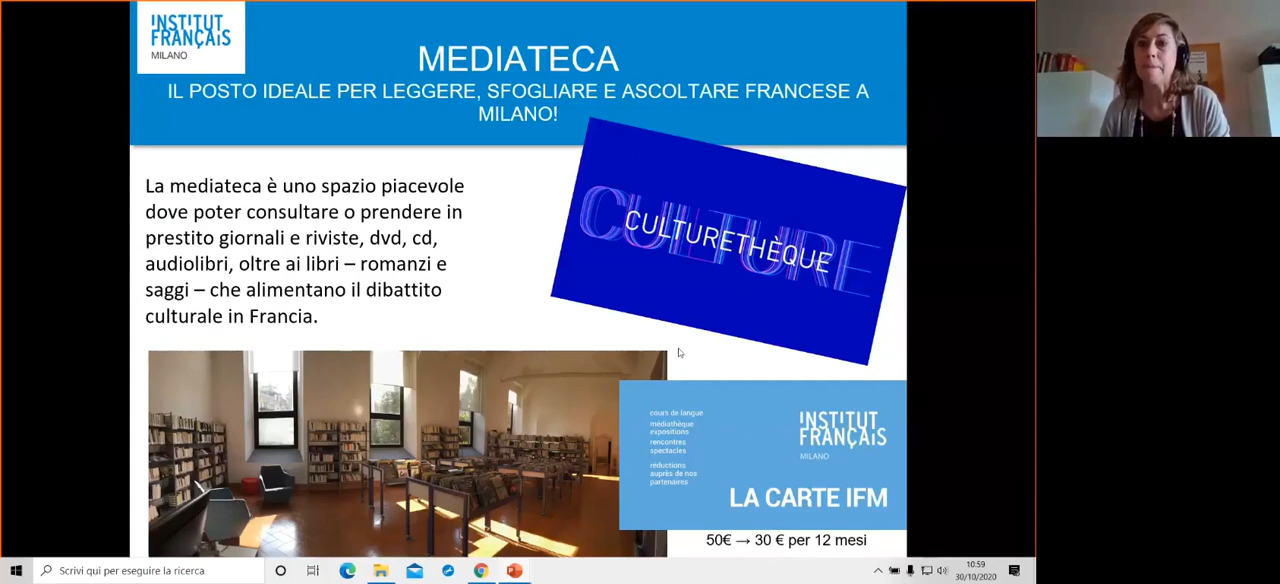 INSTITUT
FRANÇAIS
MILANO
MEDIATECA
IL POSTO IDEALE PER LEGGERE, SFOGLIARE E ASCOLTARE FRANCESE A
MILANO!
La mediateca è uno spazio piacevole
dove poter consultare o prendere in
prestito giornali e riviste, dvd, cd,
audiolibri, oltre ai libri – romanzi e
saggi – che alimentano il dibattito
culturale in Francia.
CULTURE
CULTURETHÈQUE
cours de langue
médiathèque
expositions
rencontres
spectacles
réductions
auprès de nos
partenaires
INSTITUT
FRANÇAIS
MILANO
LA CARTE IFM
50€ → 30 € per 12 mesi
Scrivi qui per eseguire la ricerca
10:59
30/10/2020